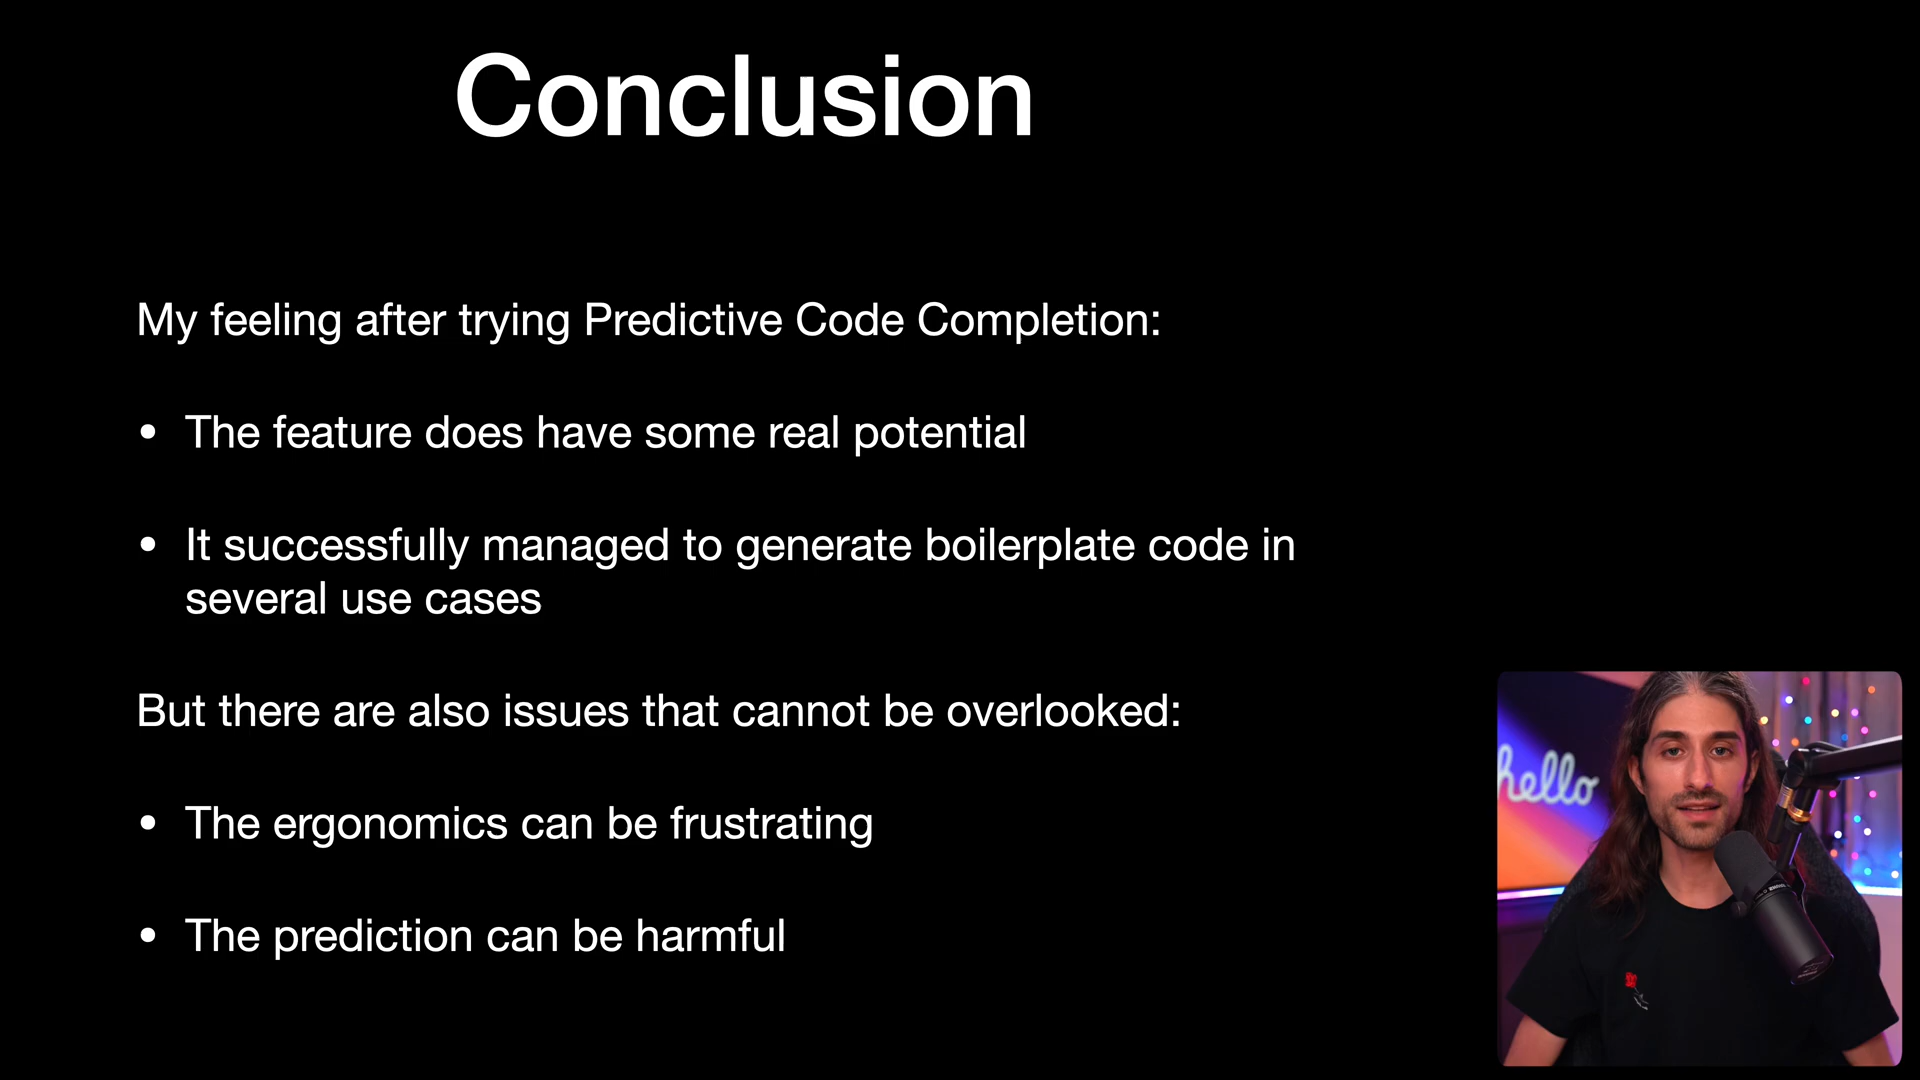 Conclusion
My feeling after trying Predictive Code Completion:
• The feature does have some real potential
• It successfully managed to generate boilerplate code in
several use cases
But there are also issues that cannot be overlooked:
• The ergonomics can be frustrating
• The prediction can be harmful
hello